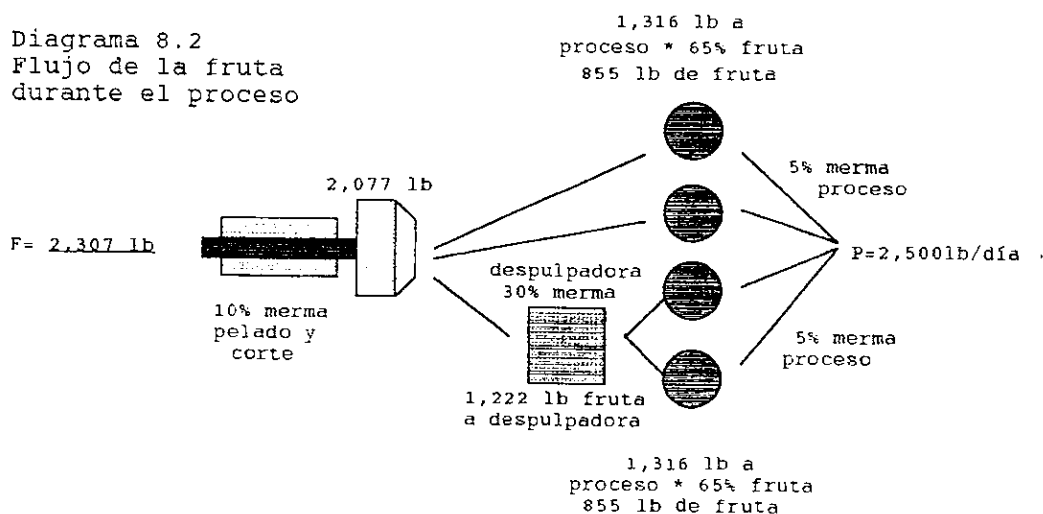 Diagrama 8.2
Flujo de la fruta
durante el proceso
1,316 lb a
proceso * 65% fruta
855 lb de fruta
2,077 lb
5% merma
proceso
F= 2,307 lb
P=2,500lb/día .
despulpadora
30% merma
10% merma
pelado y
corte
5% merma
proceso
1,222 lb fruta
a despulpadora
1,316 lb a
proceso * 65% fruta
855 lb de fruta